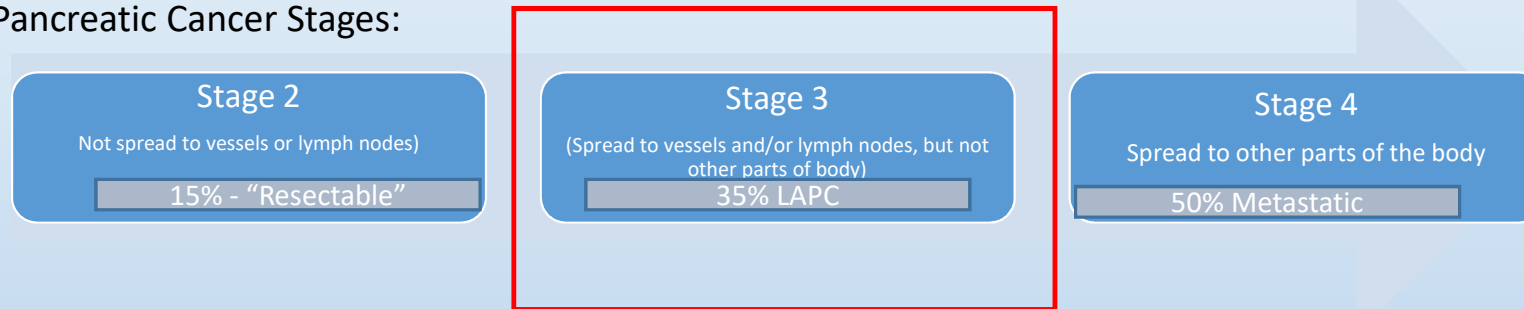 Pancreatic Cancer Stages:
Stage 2
Not spread to vessels or lymph nodes)
15% - “Resectable”
Stage 3
(Spread to vessels and/or lymph nodes, but not
other parts of body)
35% LAPC
Stage 4
Spread to other parts of the body
50% Metastatic